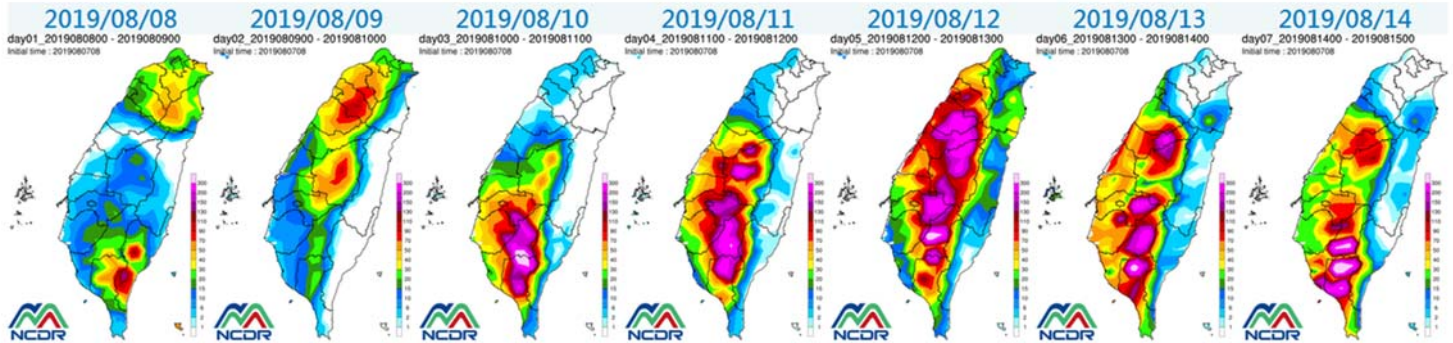 2019/08/08
2019/08/09
2019/08/10
2019/08/11
2019/08/12
2019/08/13
2019/08/14
day01_2019080800 - 2019080900
day02_2019080900 - 2019081000
day03_2019081000 - 2019081100
day04_2019081100 - 2019081200
day05_2019081200 - 2019081300
day06_2019081300 - 2019081400
day07_2019081400 - 2019081500
Initial time : 2019080708
Initial time : 2019080708
Initial time : 2019080708
Initial time : 2019080708
Initial time : 2019080708
Initial time : 2019080708
Initial time : 2019080708
NCDR
NCDR
NCDR
NCDR
NCDR
NCDR
NCDR